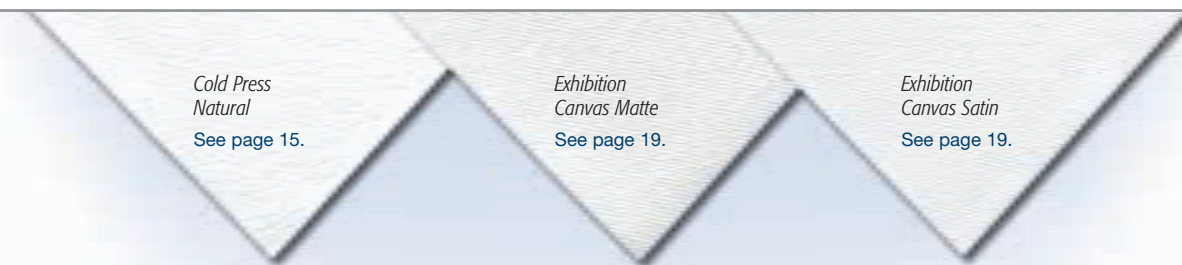 Cold Press
Natural
See page 15.
Exhibition
Canvas Matte
See page 19.
Exhibition
Canvas Satin
See page 19.